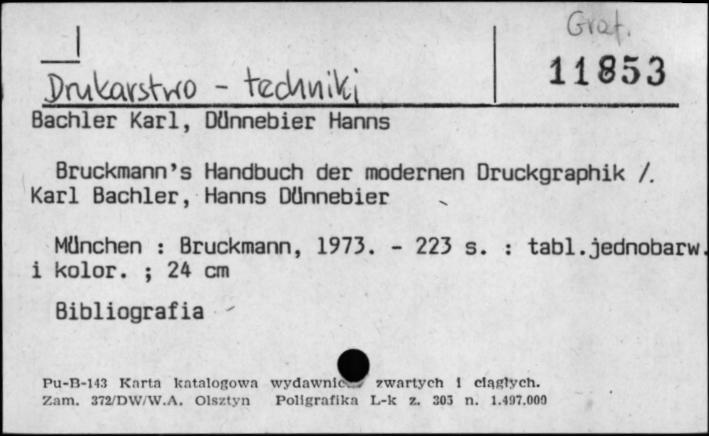 Graf.
11853
Drukarstwo - techniki
Bachler Karl, Dünnebier Hanns
Bruckmann's Handbuch der modernen Druckgraphik /.
Karl Bachler, Hanns Dünnebier
München : Bruckmann, 1973. - 223 s. : tabl.jednobarw.
i kolor. ; 24 cm
Bibliografia
Pu-B-143 Karta katalogowa wydawnic zwartych i ciągłych.
Zam. 372/DW/W.A. Olsztyn Poligrafika L-k z. 305 n. 1.497.000